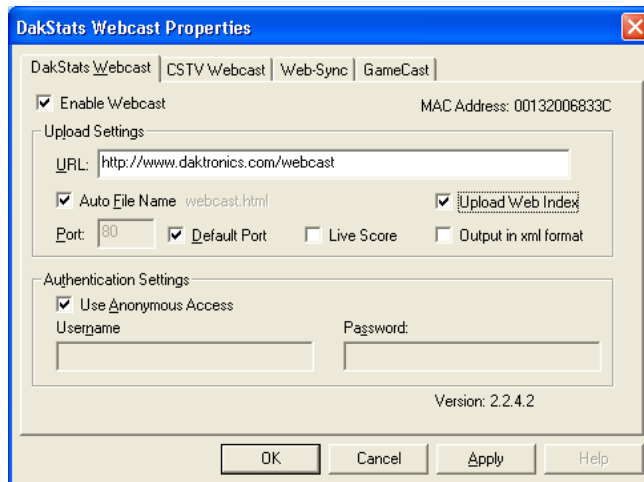 DakStats Webcast Properties
DakStats Webcast CSTV Webcast Web-Sync GameCast
Enable Webcast MAC Address: 00132006833C
Upload Settings
URL: http://www.daktronics.com/webcast
Auto File Name webcast.html Upload Web Index
Port: 80 Default Port Live Score Output in xml format
Authentication Settings
Use Anonymous Access
Username Password:
Version: 2.2.4.2
OK Cancel Apply Help